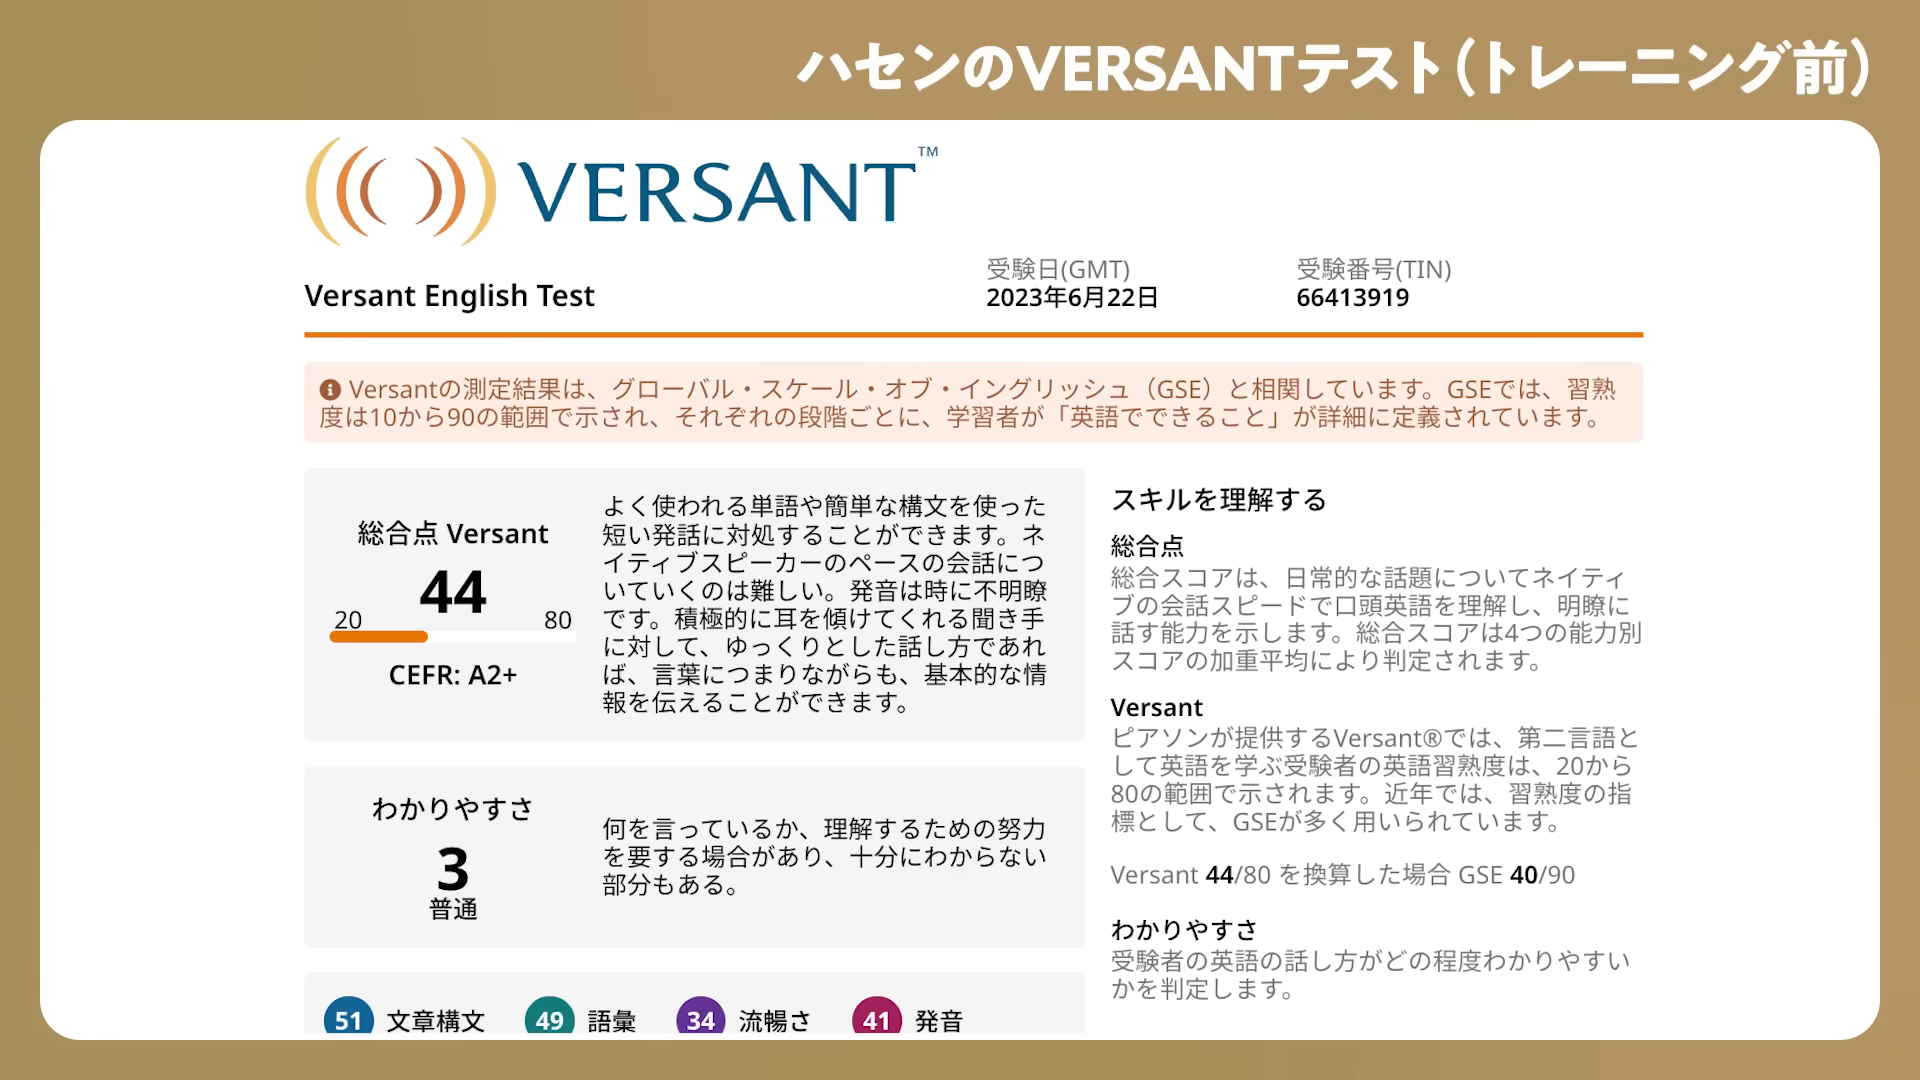 ハセンのVERSANTテスト（トレーニング前）
VERSANT™
Versant English Test
受験日(GMT)
2023年6月22日
受験番号(TIN)
66413919
Versantの測定結果は、グローバル・スケール・オブ・イングリッシュ（GSE）と相関しています。GSEでは、習熟
度は10から90の範囲で示され、それぞれの段階ごとに、学習者が「英語でできること」が詳細に定義されています。
総合点 Versant
44
20
80
CEFR: A2+
よく使われる単語や簡単な構文を使った
短い発話に対処することができます。ネ
イティブスピーカーのペースの会話につ
いていくのは難しい。発音は時に不明瞭
です。積極的に耳を傾けてくれる聞き手
に対して、ゆっくりとした話し方であれ
ば、言葉につまりながらも、基本的な情
報を伝えることができます。
わかりやすさ
3
普通
何を言っているか、理解するための努力
を要する場合があり、十分にわからない
部分もある。
51 文章構文
49 語彙
34 流暢さ
41 発音
スキルを理解する
総合点
総合スコアは、日常的な話題についてネイティ
ブの会話スピードで口頭英語を理解し、明瞭に
話す能力を示します。総合スコアは4つの能力別
スコアの加重平均により判定されます。
Versant
ピアソンが提供するVersant®では、第二言語と
して英語を学ぶ受験者の英語習熟度は、20から
80の範囲で示されます。近年では、習熟度の指
標として、GSEが多く用いられています。
Versant 44/80 を換算した場合 GSE 40/90
わかりやすさ
受験者の英語の話し方がどの程度わかりやすい
かを判定します。